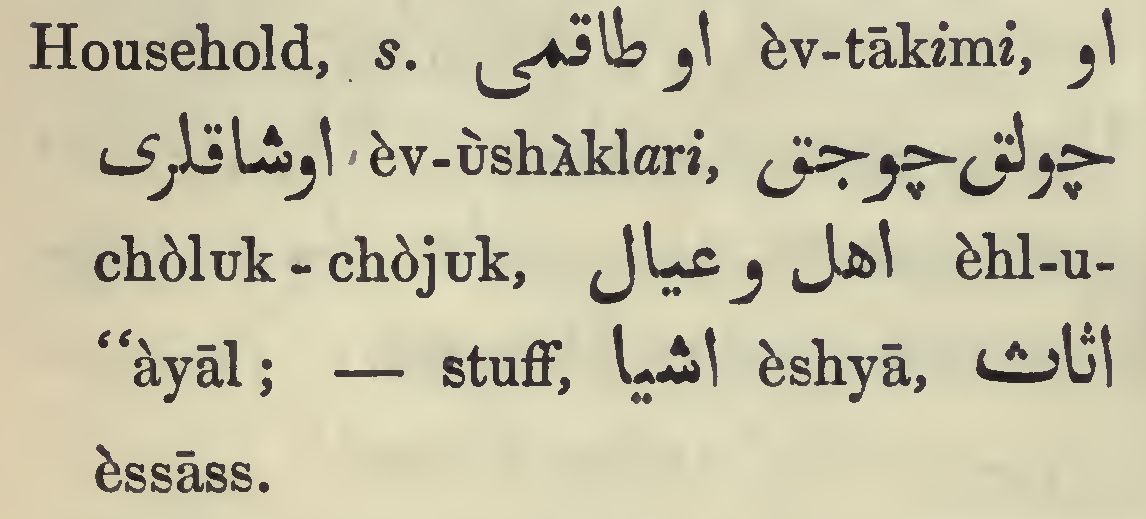 Household, s. او طاقمی èv-tākimi, او
اوشاقلری èv-ùshàklari, چولق چوجق
chòluk - chòjuk, اهل و عیال èhl-u-
“àyāl ; — stuff, اشیا èshyā, اثاث
èssāss.